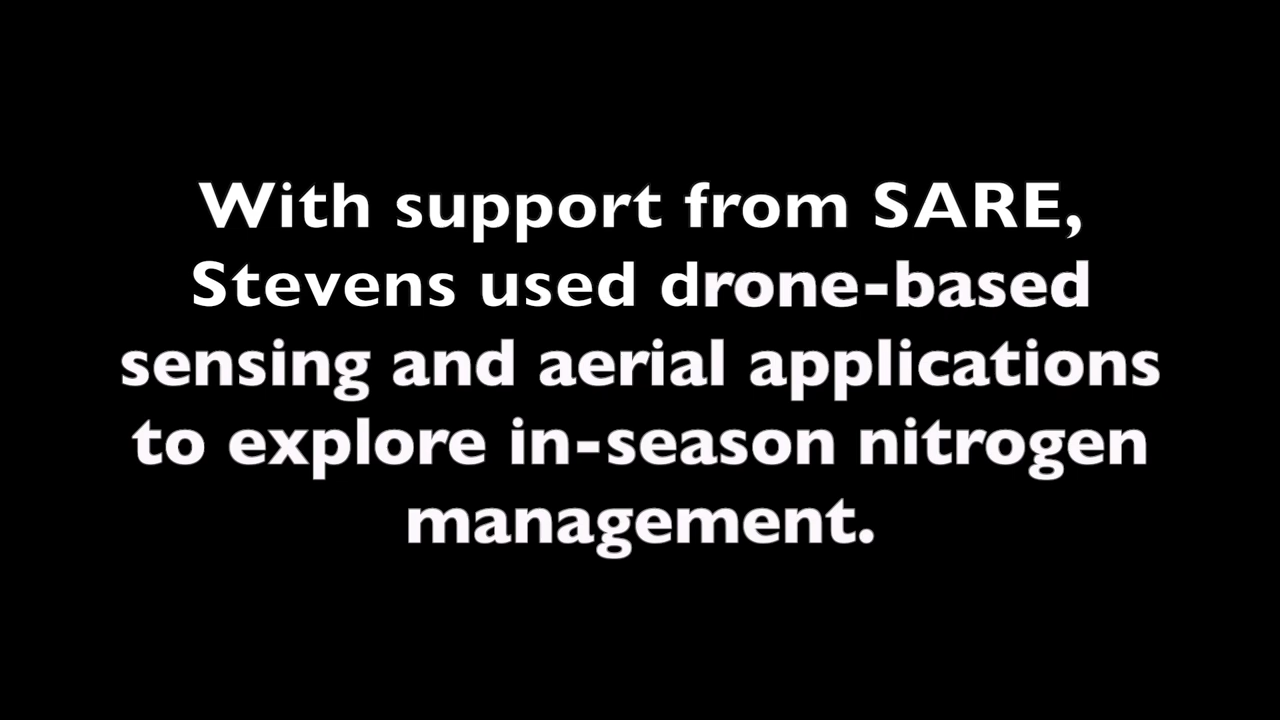 With support from SARE,
Stevens used drone-based
sensing and aerial applications
to explore in-season nitrogen
management.